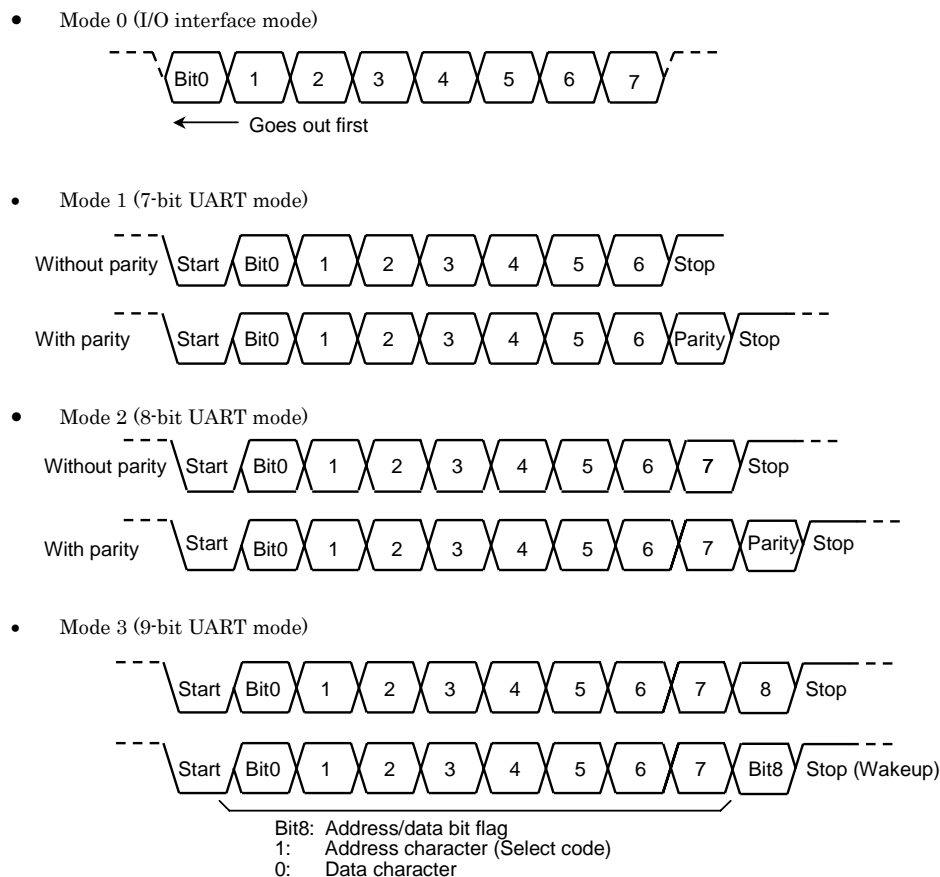 • Mode 0 (I/O interface mode)
Bit0 1 2 3 4 5 6 7
Goes out first
• Mode 1 (7-bit UART mode)
Without parity Start Bit0 1 2 3 4 5 6 Stop
With parity Start Bit0 1 2 3 4 5 6 Parity Stop
• Mode 2 (8-bit UART mode)
Without parity Start Bit0 1 2 3 4 5 6 7 Stop
With parity Start Bit0 1 2 3 4 5 6 7 Parity Stop
• Mode 3 (9-bit UART mode)
Start Bit0 1 2 3 4 5 6 7 8 Stop
Start Bit0 1 2 3 4 5 6 7 Bit8 Stop (Wakeup)
Bit8: Address/data bit flag
1: Address character (Select code)
0: Data character